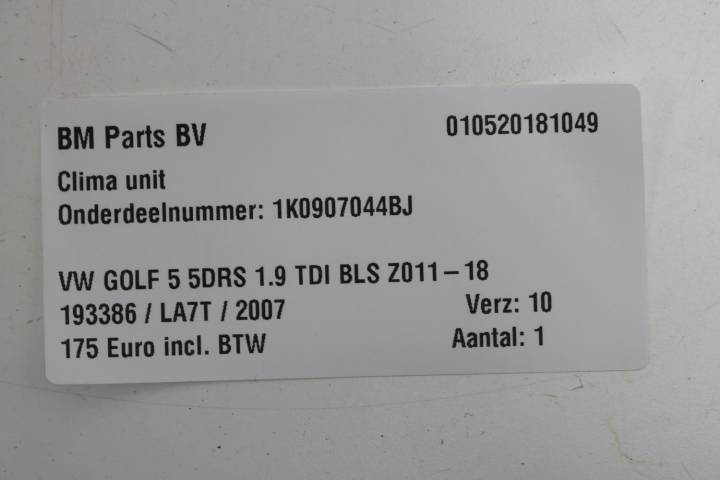 BM Parts BV 010520181049
Clima unit
Onderdeelnummer: 1K0907044BJ
VW GOLF 5 5DRS 1.9 TDI BLS Z011-18
193386 / LA7T / 2007 Verz: 10
175 Euro incl. BTW Aantal: 1